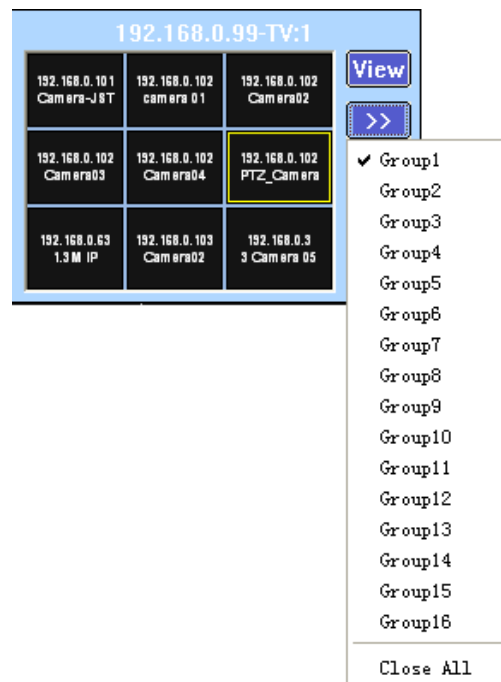 192.168.0.99-TV:1
192.168.0.101
Camera-JST
192.168.0.102
camera 01
192.168.0.102
Camera02
192.168.0.102
Camera03
192.168.0.102
Camera04
192.168.0.102
PTZ_Camera
192.168.0.63
1.3M IP
192.168.0.103
Camera02
192.168.0.3
3 Camera 05
View
>>
Group1
Group2
Group3
Group4
Group5
Group6
Group7
Group8
Group9
Group10
Group11
Group12
Group13
Group14
Group15
Group16
Close All